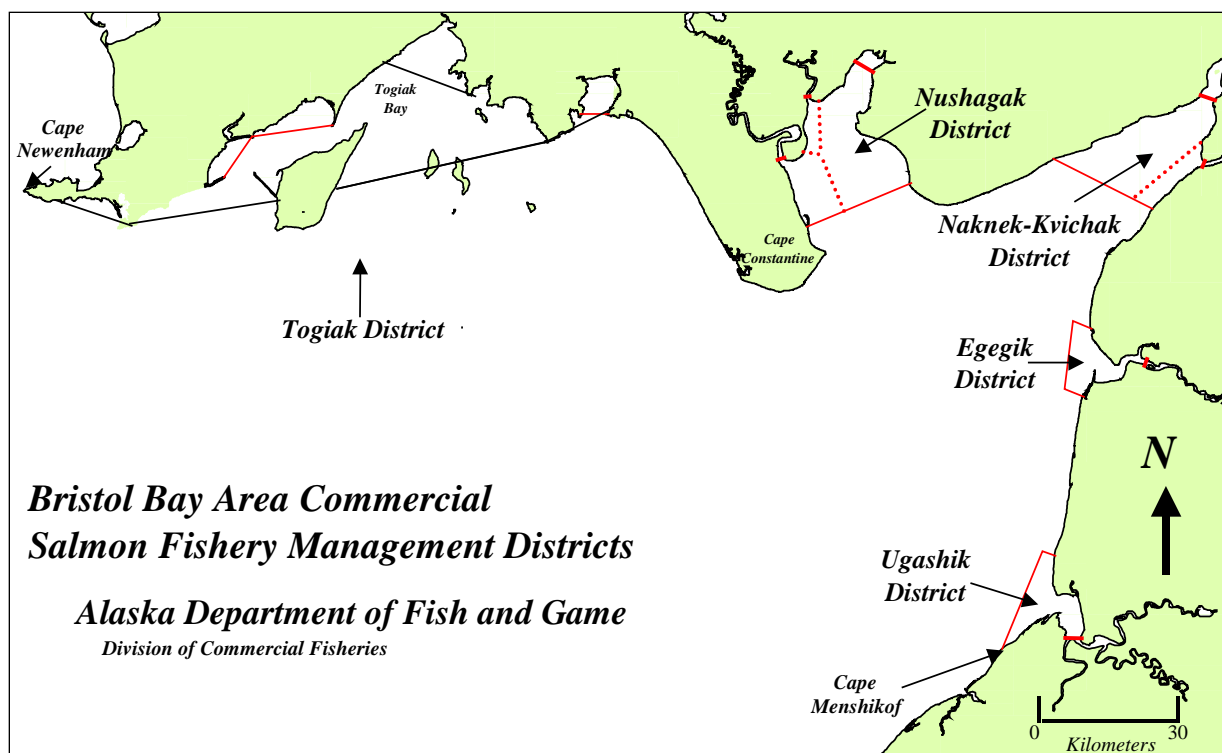 Togiak
Bay
Nushagak
District
Cape
Newenham
Naknek-Kvichak
District
Cape
Constantine
Togiak District
Egegik
District
N
Bristol Bay Area Commercial
Salmon Fishery Management Districts
Ugashik
District
Alaska Department of Fish and Game
Division of Commercial Fisheries
Cape
Menshikof
0
30
Kilometers